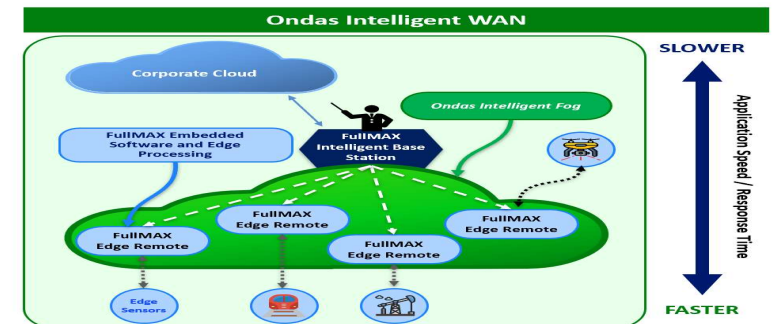 Ondas Intelligent WAN
SLOWER
Corporate Cloud
Ondas Intelligent Fog
FullMAX Embedded
Software and Edge
Processing
FullMAX
Intelligent Base
Station
Application Speed / Response Time
FullMAX
Edge Remote
FullMAX
Edge Remote
FullMAX
Edge Remote
FullMAX
Edge Remote
Edge
Sensors
FASTER